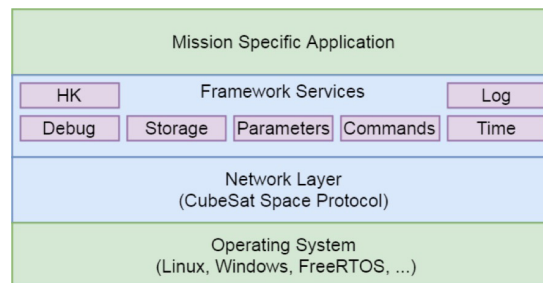 Mission Specific Application
HK
Framework Services
Log
Debug
Storage
Parameters
Commands
Time
Network Layer
(CubeSat Space Protocol)
Operating System
(Linux, Windows, FreeRTOS, ...)